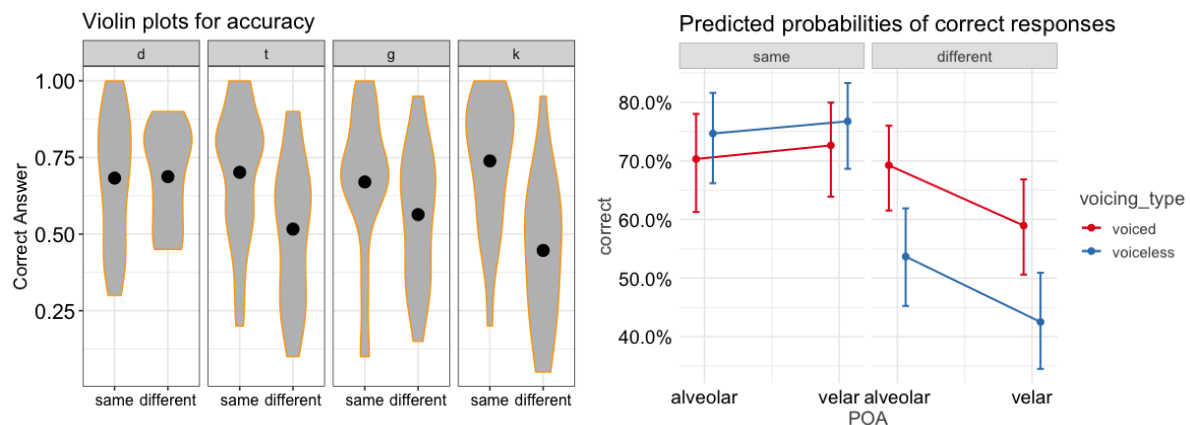 Violin plots for accuracy
d t g k
Correct Answer
1.00
0.75
0.50
0.25
same different same different same different same different
Predicted probabilities of correct responses
same different
correct
80.0%
70.0%
60.0%
50.0%
40.0%
alveolar velar alveolar velar
POA
voicing_type
voiced
voiceless